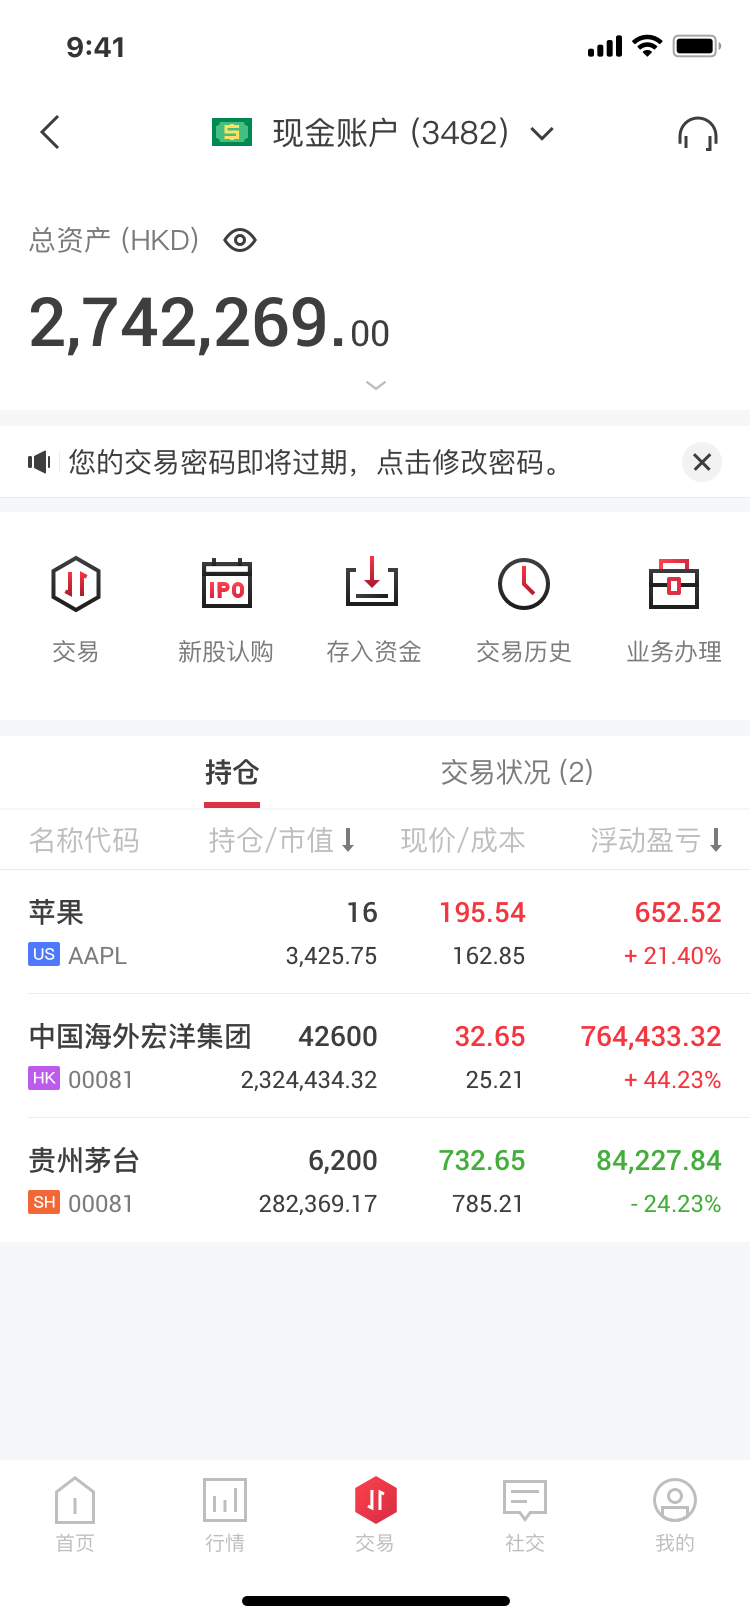 9:41
现金账户 (3482)
总资产 (HKD)
2,742,269.00
您的交易密码即将过期，点击修改密码。
IPO
交易 新股认购 存入资金 交易历史 业务办理
持仓 交易状况 (2)
名称代码 持仓/市值 现价/成本 浮动盈亏
苹果 16 195.54 652.52
US AAPL 3,425.75 162.85 + 21.40%
中国海外宏洋集团 42600 32.65 764,433.32
HK 00081 2,324,434.32 25.21 + 44.23%
贵州茅台 6,200 732.65 84,227.84
SH 00081 282,369.17 785.21 - 24.23%
首页 行情 交易 社交 我的